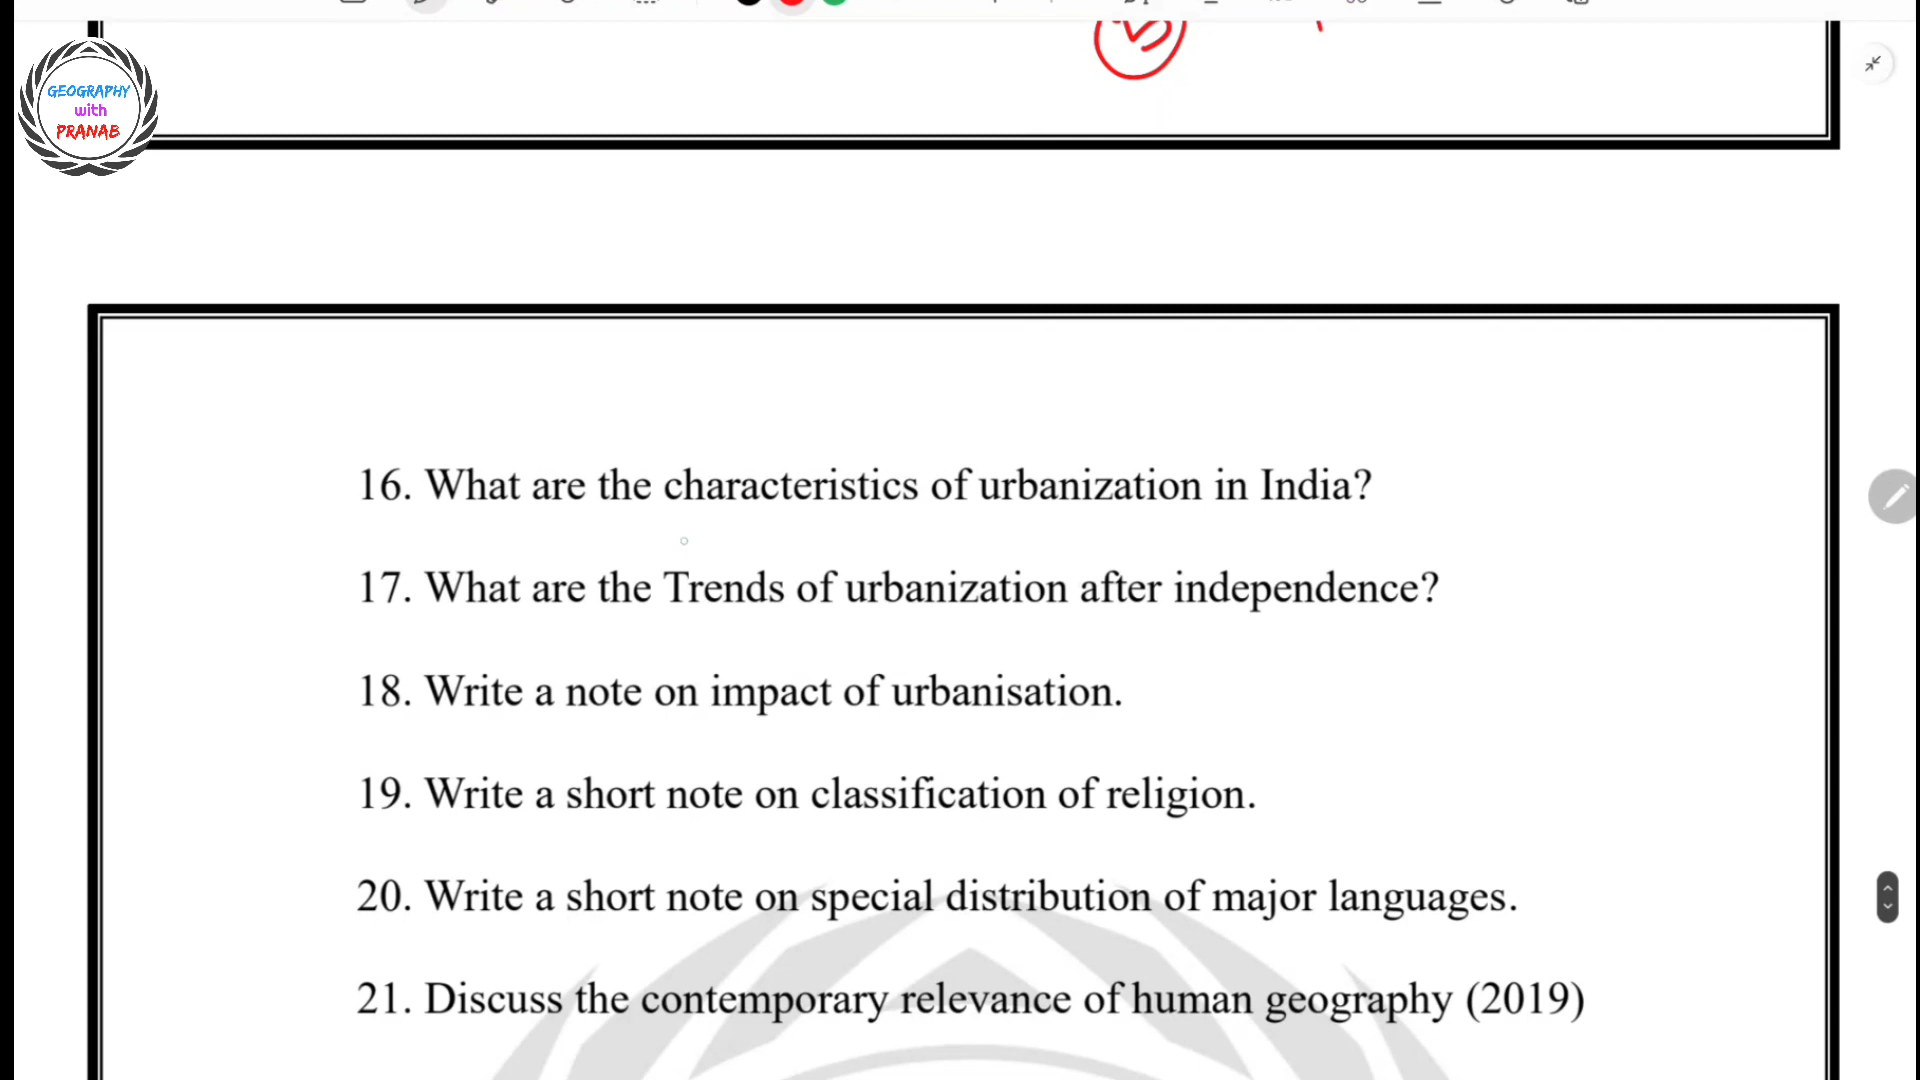 GEOGRAPHY
with
PRANAB
16. What are the characteristics of urbanization in India?
17. What are the Trends of urbanization after independence?
18. Write a note on impact of urbanisation.
19. Write a short note on classification of religion.
20. Write a short note on special distribution of major languages.
21. Discuss the contemporary relevance of human geography (2019)